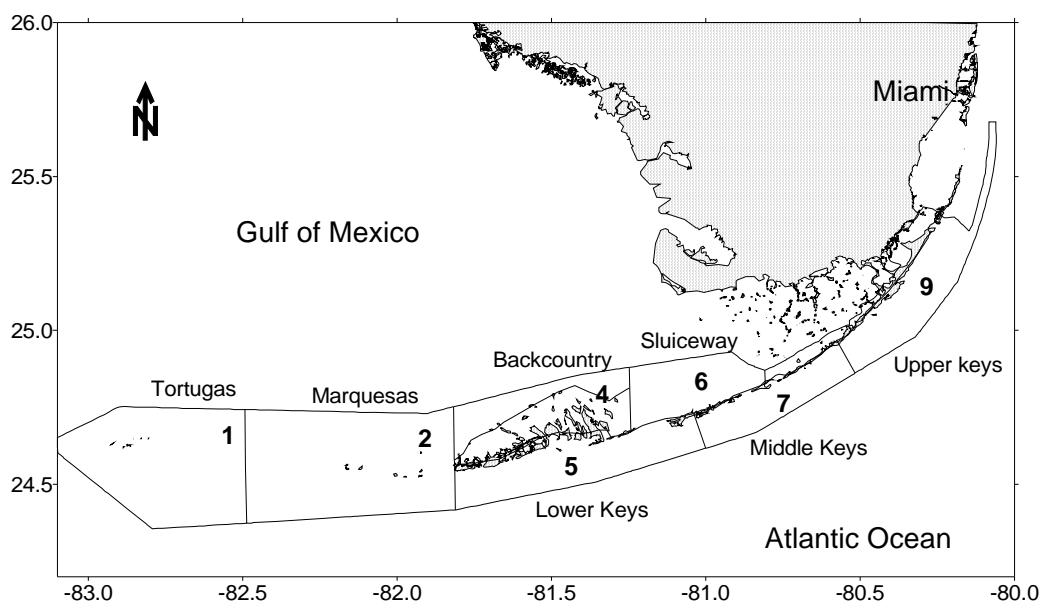 26.0
Miami
N
25.5
Gulf of Mexico
9
25.0
Sluiceway
Backcountry
Upper keys
Tortugas
Marquesas
4
6
7
1
2
Middle Keys
5
24.5
Lower Keys
Atlantic Ocean
-83.0 -82.5 -82.0 -81.5 -81.0 -80.5 -80.0